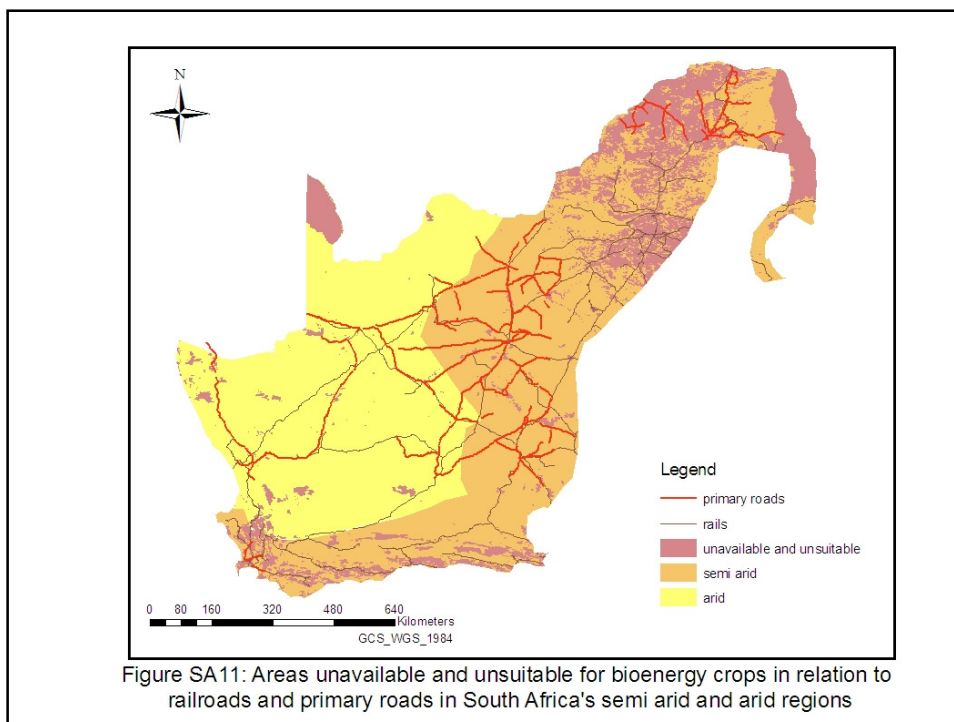 N
Legend
primary roads
rails
unavailable and unsuitable
semi arid
arid
0 80 160 320 480 640
Kilometers
GCS_WGS_1984
Figure SA11: Areas unavailable and unsuitable for bioenergy crops in relation to
railroads and primary roads in South Africa's semi arid and arid regions